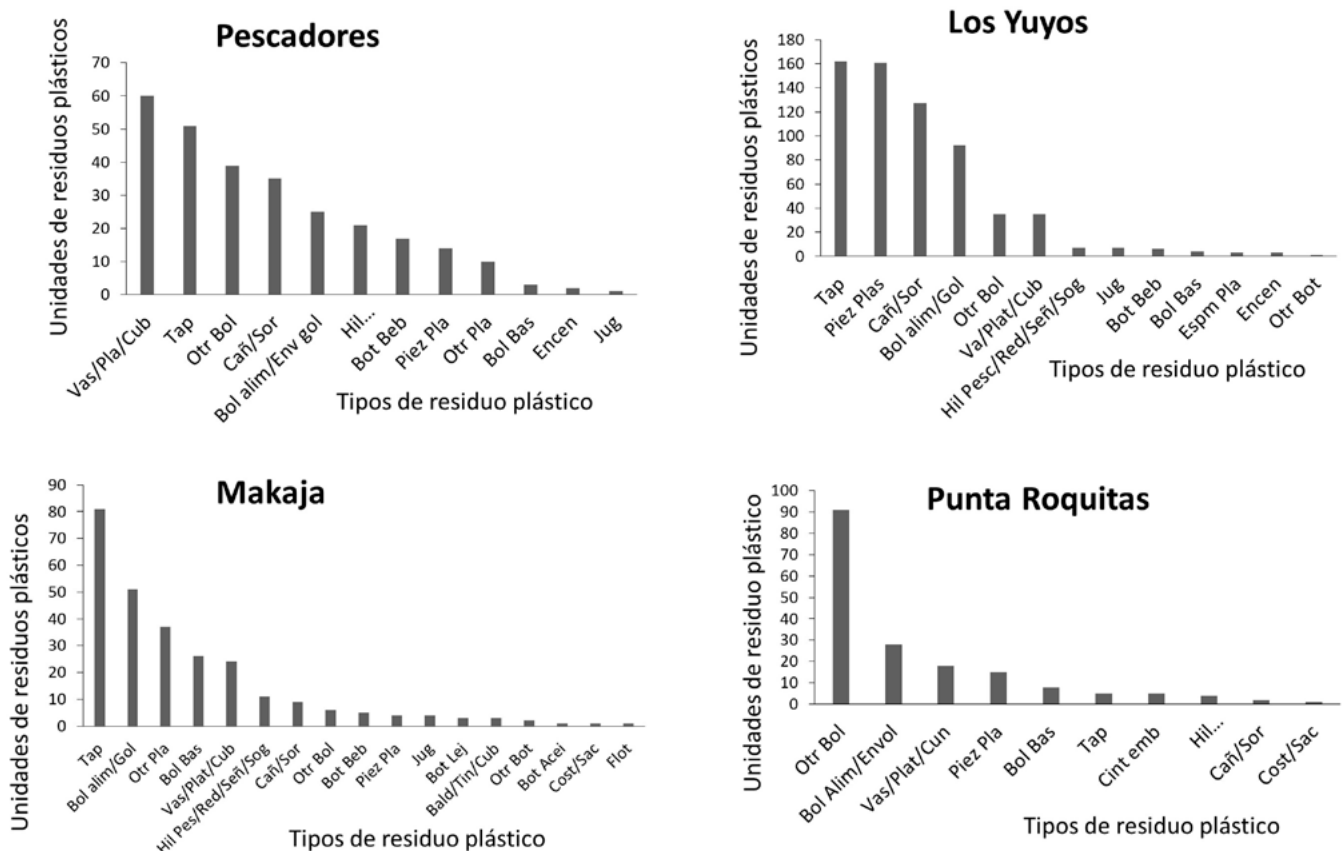 Pescadores
Unidades de residuos plásticos
70
60
50
40
30
20
10
0
Vas/Pla/Cub
Tap
Otr Bol
Cañ/Sor
Bol alim/Env gol
Hil...
Bot Beb
Piez Pla
Otr Pla
Bol Bas
Encen
Jug
Tipos de residuo plástico
Los Yuyos
Unidades de residuos plásticos
180
160
140
120
100
80
60
40
20
0
Tap
Piez Plas
Cañ/Sor
Bol alim/Gol
Otr Bol
Va/Plat/Cub
Hil Pesc/Red/Señ/Sog
Jug
Bot Beb
Bol Bas
Espm Pla
Encen
Otr Bot
Tipos de residuo plástico
Makaja
Unidades de residuos plásticos
90
80
70
60
50
40
30
20
10
0
Tap
Bol alim/Gol
Otr Pla
Bol Bas
Vas/Plat/Cub
Hil Pes/Red/Señ/Sog
Cañ/Sor
Otr Bol
Bot Beb
Piez Pla
Jug
Bot Lej
Bald/Tin/Cub
Otr Bot
Bot Acei
Cost/Sac
Flot
Tipos de residuo plástico
Punta Roquitas
Unidades de residuo plástico
100
90
80
70
60
50
40
30
20
10
0
Otr Bol
Bol Alim/Envol
Vas/Plat/Cun
Piez Pla
Bol Bas
Tap
Cint emb
Hil...
Cañ/Sor
Cost/Sac
Tipos de residuo plástico